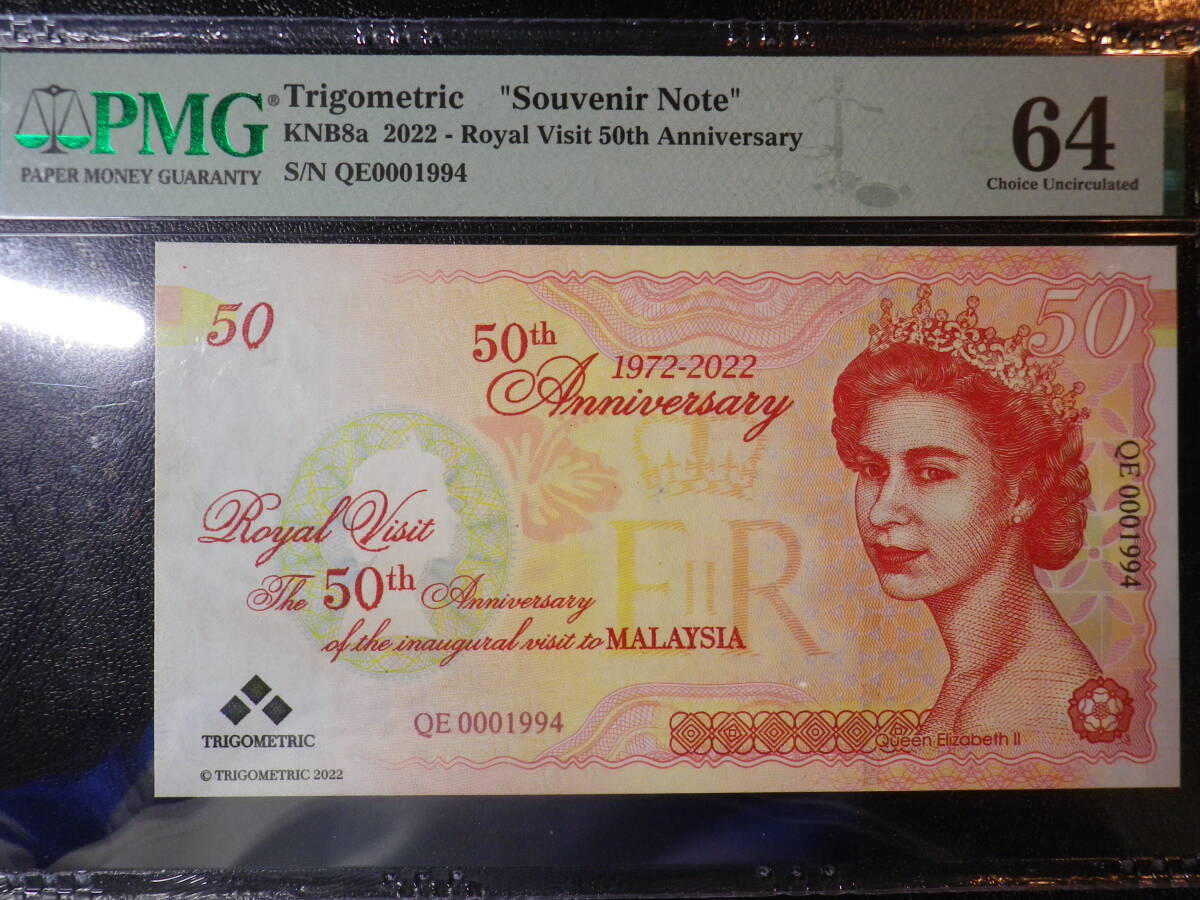 PMG®
PAPER MONEY GUARANTY
Trigometric "Souvenir Note"
KNB8a 2022 - Royal Visit 50th Anniversary
S/N QE0001994
64
Choice Uncirculated
50
50th
1972-2022
Anniversary
50
Royal Visit
The 50th Anniversary
of the inaugural visit to MALAYSIA
EIIR
QE 0001994
QE 0001994
Queen Elizabeth II
TRIGOMETRIC
© TRIGOMETRIC 2022